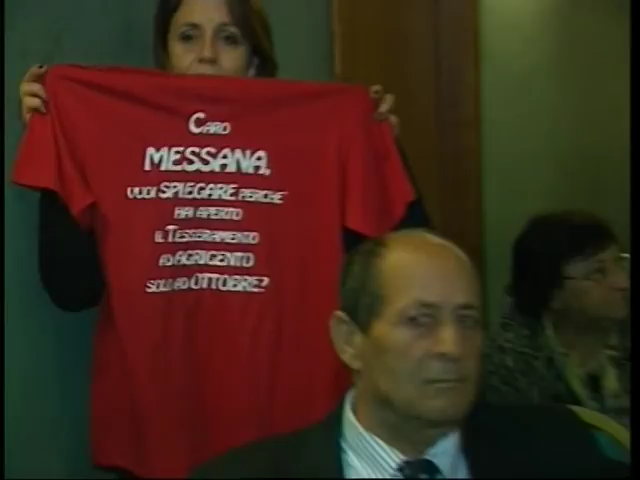 CARO
MESSANA,
VUOI SPIEGARE PERCHE'
HAI APERTO
IL TESSERAMENTO
AD AGRIGENTO
SOLO AD OTTOBRE?